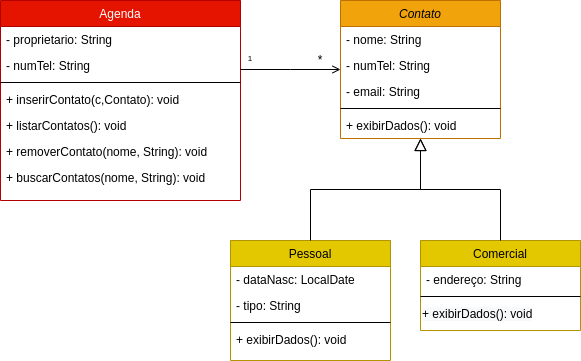 Agenda
- proprietario: String
- numTel: String
+ inserirContato(c,Contato): void
+ listarContatos(): void
+ removerContato(nome, String): void
+ buscarContatos(nome, String): void
1
*
Contato
- nome: String
- numTel: String
- email: String
+ exibirDados(): void
Pessoal
- dataNasc: LocalDate
- tipo: String
+ exibirDados(): void
Comercial
- endereço: String
+ exibirDados(): void